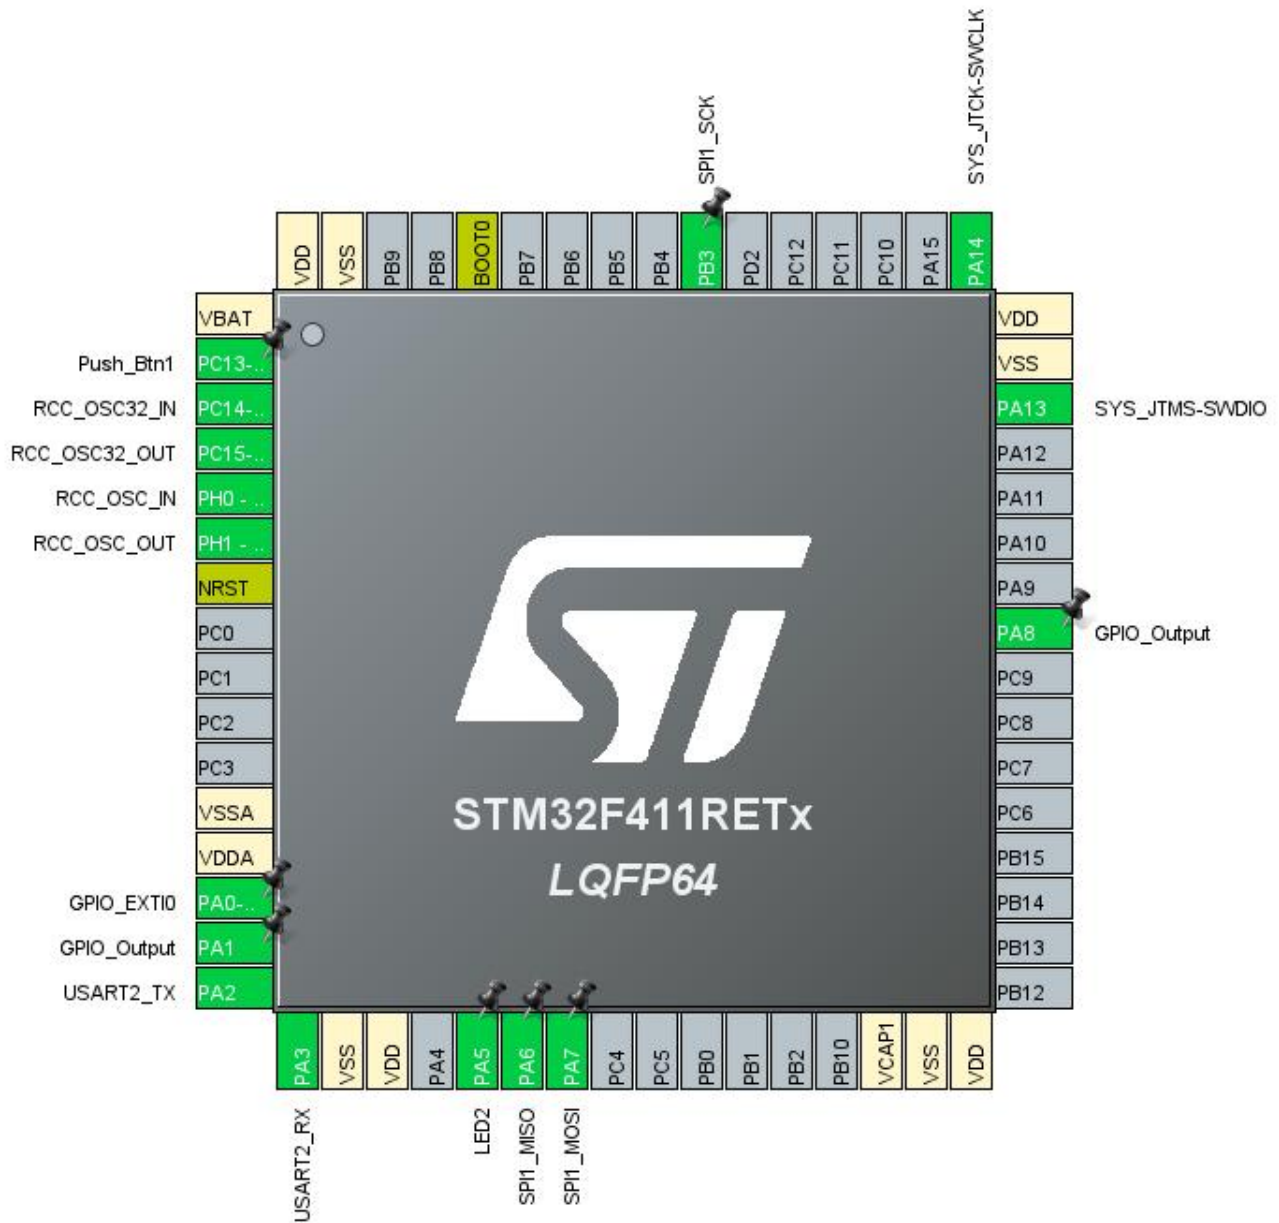 SYS_JTCK-SWCLK
SPI1_SCK
VDD
VSS
PB9
PB8
BOOT0
PB7
PB6
PB5
PB4
PB3
PD2
PC12
PC11
PC10
PA15
PA14
VBAT
Push_Btn1 PC13-..
RCC_OSC32_IN PC14-..
RCC_OSC32_OUT PC15-..
RCC_OSC_IN PH0 - ..
RCC_OSC_OUT PH1 - ..
NRST
PC0
PC1
PC2
PC3
VSSA
VDDA
GPIO_EXTI0 PA0-..
GPIO_Output PA1
USART2_TX PA2
ST
STM32F411RETx
LQFP64
VDD
VSS
PA13 SYS_JTMS-SWDIO
PA12
PA11
PA10
PA9
PA8 GPIO_Output
PC9
PC8
PC7
PC6
PB15
PB14
PB13
PB12
PA3
VSS
VDD
PA4
PA5
PA6
PA7
PC4
PC5
PB0
PB1
PB2
PB10
VCAP1
VSS
VDD
USART2_RX
LED2
SPI1_MISO
SPI1_MOSI